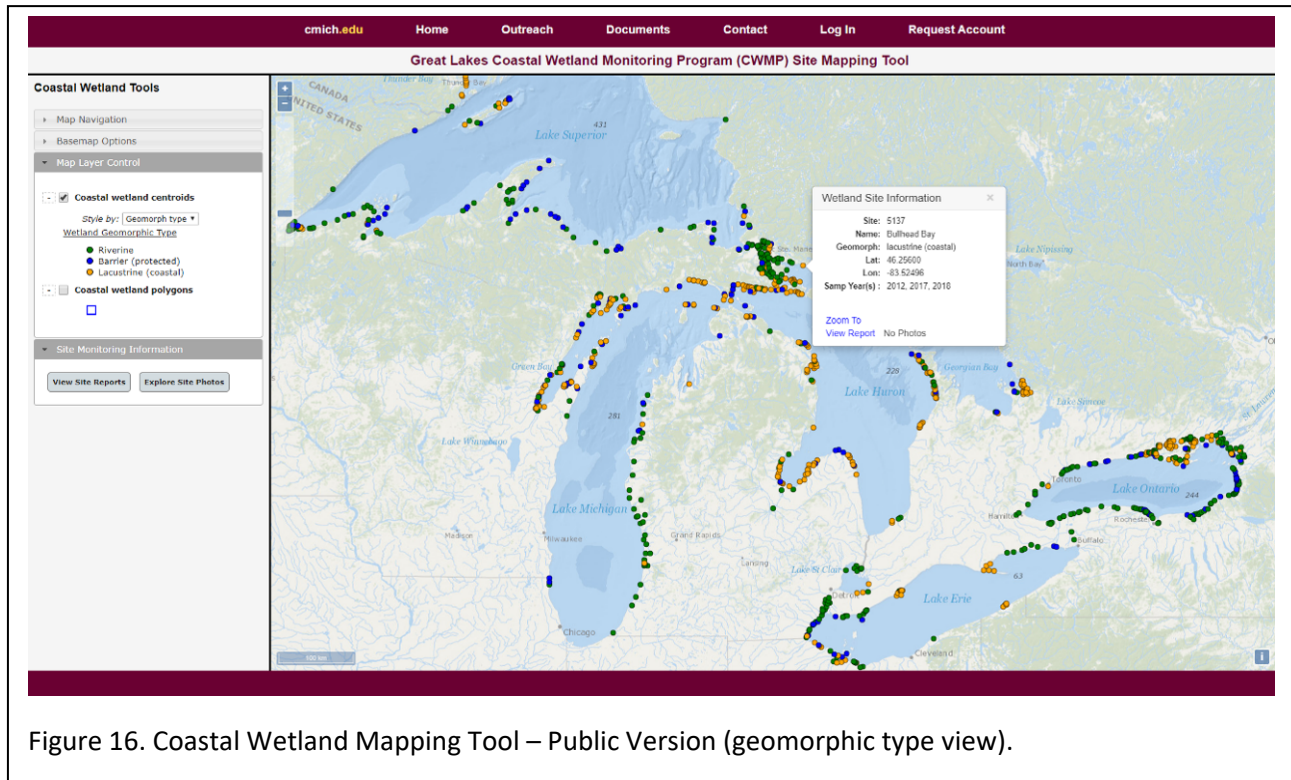 cmich.edu Home Outreach Documents Contact Log In Request Account
Great Lakes Coastal Wetland Monitoring Program (CWMP) Site Mapping Tool
Coastal Wetland Tools
Map Navigation
Basemap Options
Map Layer Control
Coastal wetland centroids
Style by: Geomorph type
Wetland Geomorphic Type
Riverine
Barrier (protected)
Lacustrine (coastal)
Coastal wetland polygons
Site Monitoring Information
View Site Reports Explore Site Photos
+
−
CANADA
UNITED STATES
Thunder Bay
Thunder Bay
431
Lake Superior
Wetland Site Information ×
Site: 5137
Name: Bullhead Bay
Geomorph: lacustrine (coastal)
Lat: 46.25600
Lon: -83.52496
Samp Year(s) : 2012, 2017, 2018
Zoom To
View Report No Photos
Lake Nipissing
North Bay
Green Bay
228
Georgian Bay
Lake Huron
Lake Simcoe
281
Lake Winnebago
Toronto
Lake Ontario
244
Lake Michigan
Hamilton
Rochester
Madison
Milwaukee
Grand Rapids
Buffalo
Lansing
Lake St Clair
63
Detroit
Lake Erie
Chicago
Cleveland
100 km
i
Figure 16. Coastal Wetland Mapping Tool – Public Version (geomorphic type view).